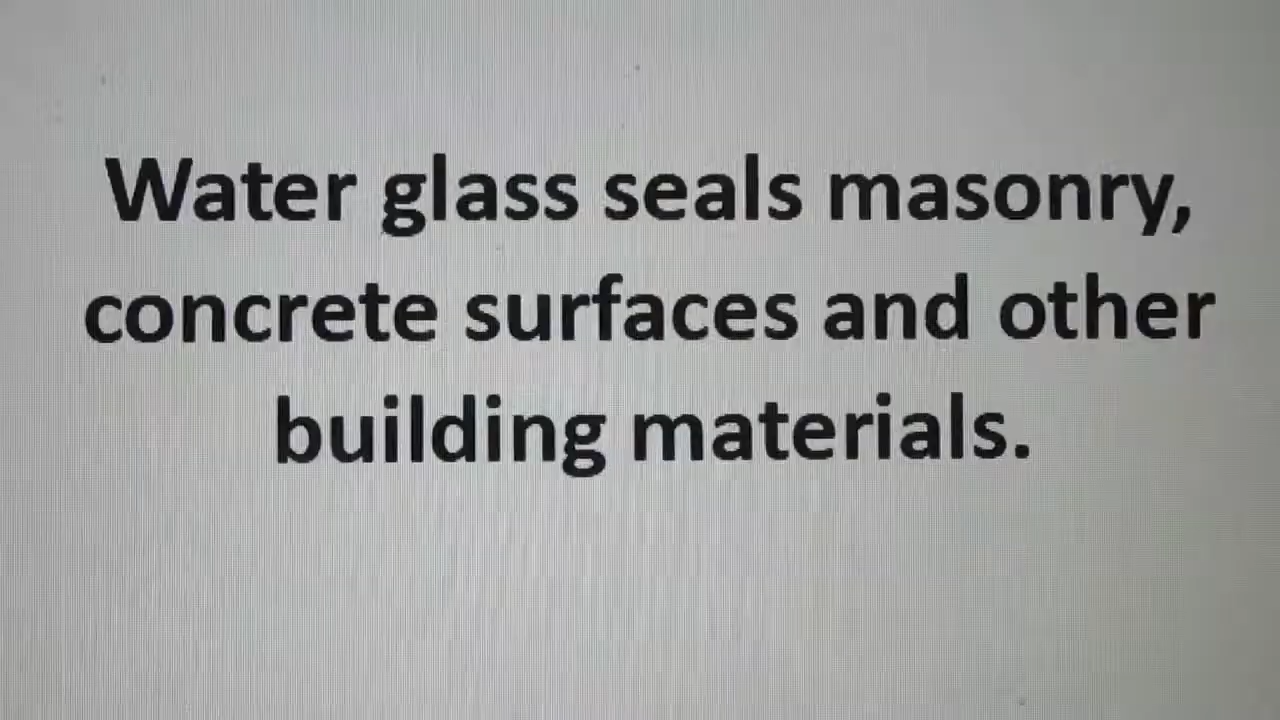 Water glass seals masonry,
concrete surfaces and other
building materials.